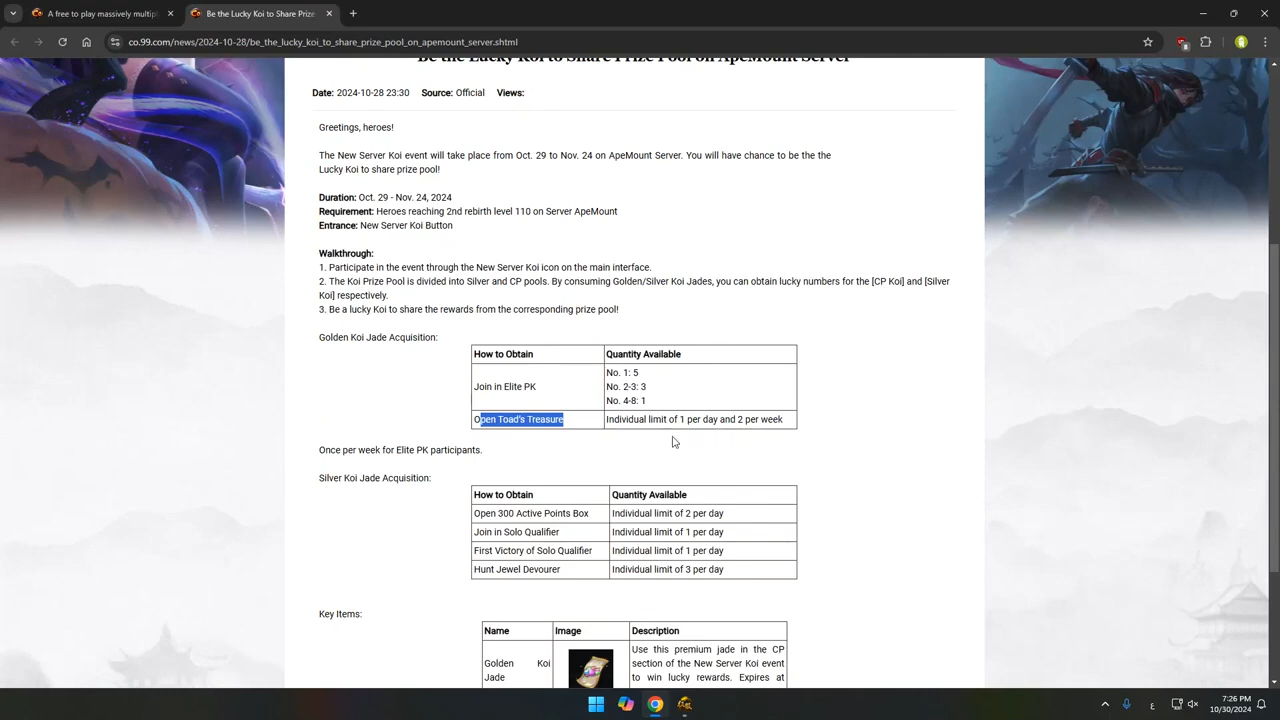 A free to play massively multip
Be the Lucky Koi to Share Prize
co.99.com/news/2024-10-28/be_the_lucky_koi_to_share_prize_pool_on_apemount_server.shtml
Be the Lucky Koi to Share Prize Pool on ApeMount Server
Date: 2024-10-28 23:30 Source: Official Views:
Greetings, heroes!
The New Server Koi event will take place from Oct. 29 to Nov. 24 on ApeMount Server. You will have chance to be the the
Lucky Koi to share prize pool!
Duration: Oct. 29 - Nov. 24, 2024
Requirement: Heroes reaching 2nd rebirth level 110 on Server ApeMount
Entrance: New Server Koi Button
Walkthrough:
1. Participate in the event through the New Server Koi icon on the main interface.
2. The Koi Prize Pool is divided into Silver and CP pools. By consuming Golden/Silver Koi Jades, you can obtain lucky numbers for the [CP Koi] and [Silver
Koi] respectively.
3. Be a lucky Koi to share the rewards from the corresponding prize pool!
Golden Koi Jade Acquisition:
How to Obtain Quantity Available
No. 1: 5
Join in Elite PK No. 2-3: 3
No. 4-8: 1
Open Toad's Treasure Individual limit of 1 per day and 2 per week
Once per week for Elite PK participants.
Silver Koi Jade Acquisition:
How to Obtain Quantity Available
Open 300 Active Points Box Individual limit of 2 per day
Join in Solo Qualifier Individual limit of 1 per day
First Victory of Solo Qualifier Individual limit of 1 per day
Hunt Jewel Devourer Individual limit of 3 per day
Key Items:
Name Image Description
Use this premium jade in the CP
Golden Koi section of the New Server Koi event
Jade to win lucky rewards. Expires at
7:26 PM
10/30/2024